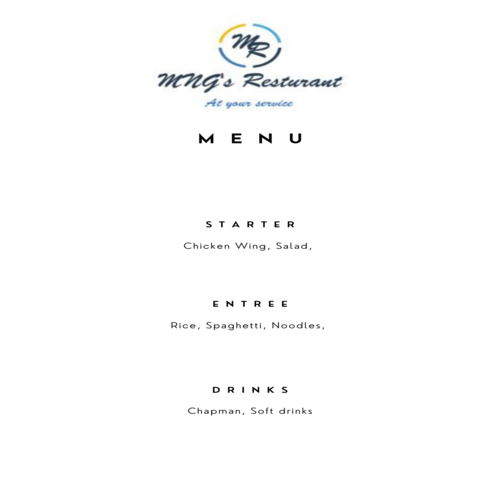 MR
MNG's Resturant
At your service
MENU
STARTER
Chicken Wing, Salad,
ENTREE
Rice, Spaghetti, Noodles,
DRINKS
Chapman, Soft drinks